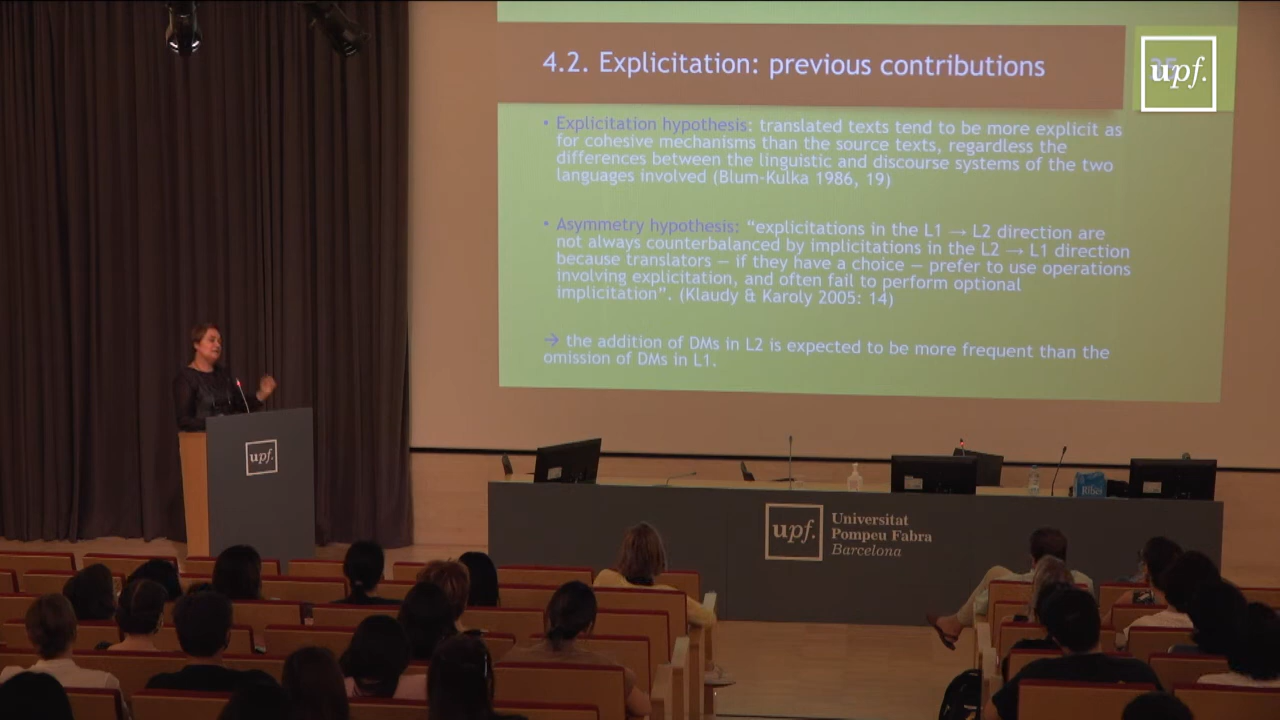 4.2. Explicitation: previous contributions
upf.
• Explicitation hypothesis: translated texts tend to be more explicit as
for cohesive mechanisms than the source texts, regardless the
differences between the linguistic and discourse systems of the two
languages involved (Blum-Kulka 1986, 19)
• Asymmetry hypothesis: “explicitations in the L1 → L2 direction are
not always counterbalanced by implicitations in the L2 → L1 direction
because translators — if they have a choice — prefer to use operations
involving explicitation, and often fail to perform optional
implicitation”. (Klaudy & Karoly 2005: 14)
→ the addition of DMs in L2 is expected to be more frequent than the
omission of DMs in L1.
upf.
upf.
Universitat
Pompeu Fabra
Barcelona